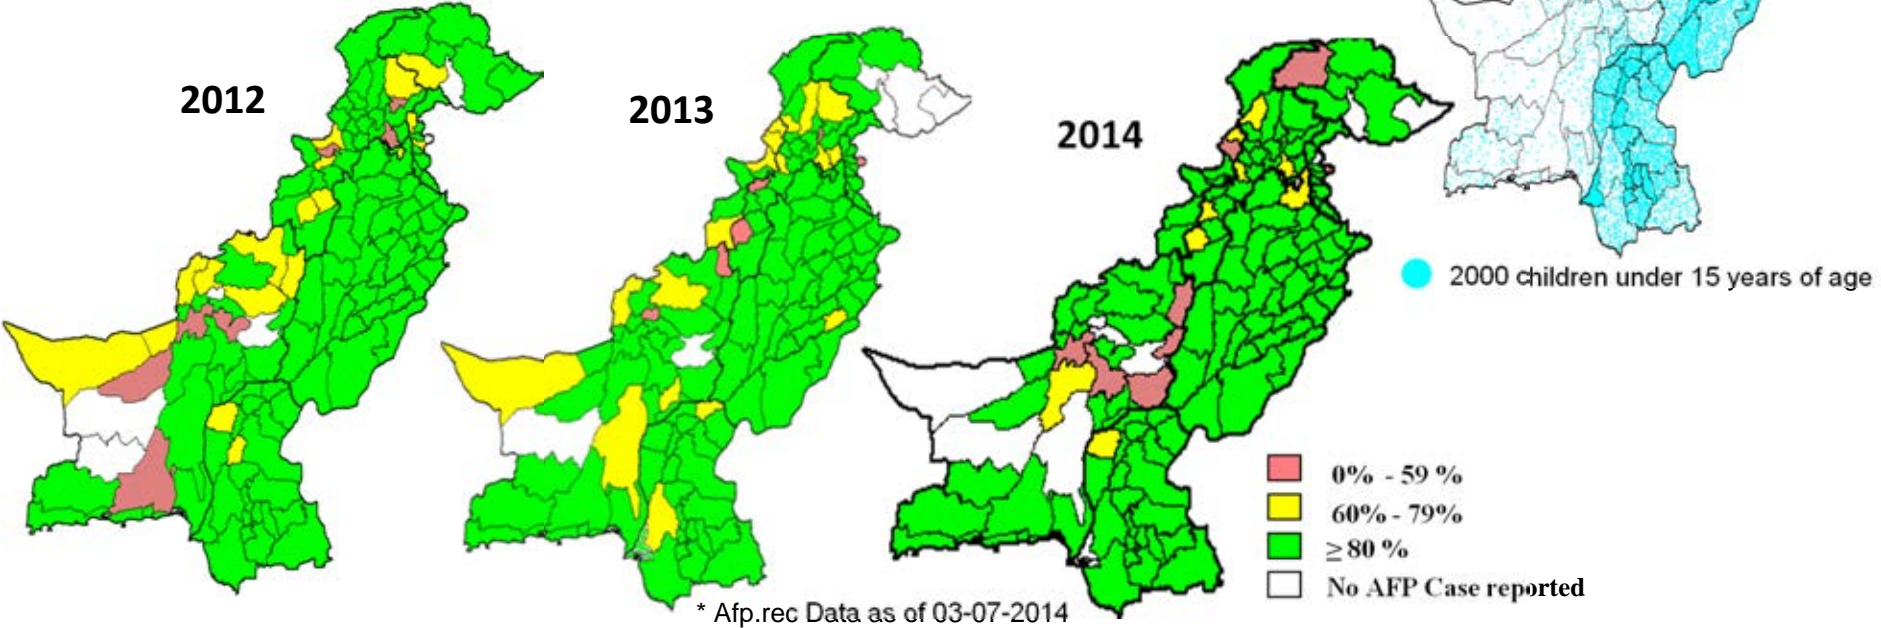 2012
2013
2014
2000 children under 15 years of age
0% - 59 %
60% - 79%
≥ 80 %
No AFP Case reported
* Afp.rec Data as of 03-07-2014